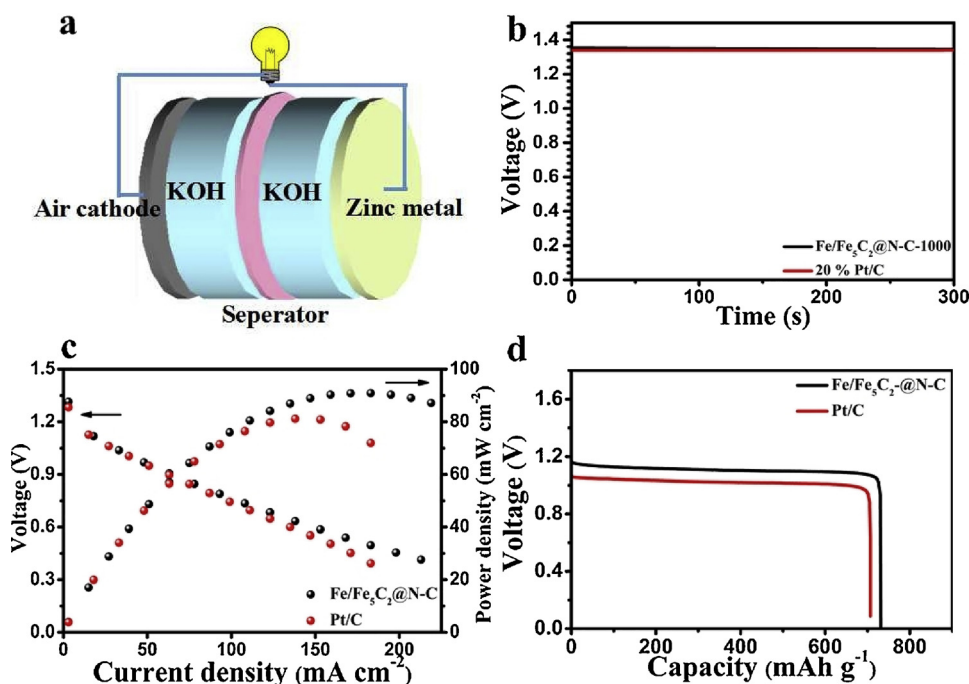 a
KOH
KOH
Air cathode
Zinc metal
Seperator
b
1.6
1.4
1.2
1.0
0.8
0.6
0.4
0.2
0.0
Voltage (V)
Fe/Fe₅C₂@N-C-1000
20 % Pt/C
0
100
200
300
Time (s)
c
1.5
1.2
0.9
0.6
0.3
0.0
Voltage (V)
100
80
60
40
20
0
Power density (mW cm⁻²)
Fe/Fe₅C₂@N-C
Pt/C
0
50
100
150
200
Current density (mA cm⁻²)
d
1.6
1.2
0.8
0.4
0.0
Voltage (V)
Fe/Fe₅C₂-@N-C
Pt/C
0
200
400
600
800
Capacity (mAh g⁻¹)